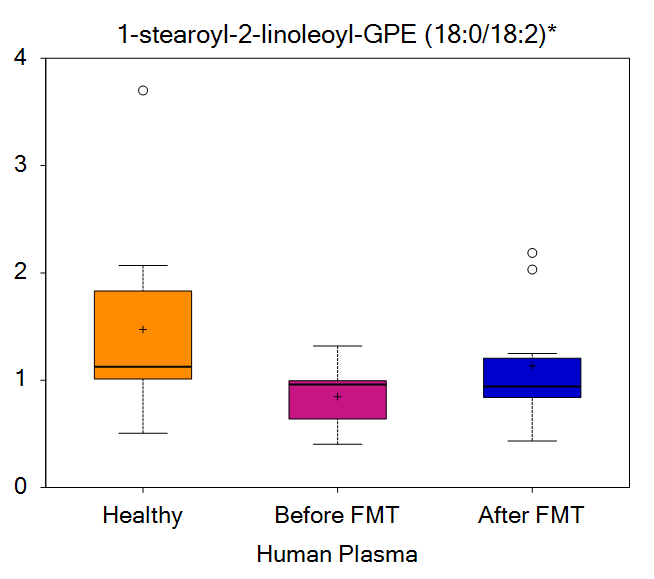 1-stearoyl-2-linoleoyl-GPE (18:0/18:2)*
4
3
2
1
0
Healthy Before FMT After FMT
Human Plasma